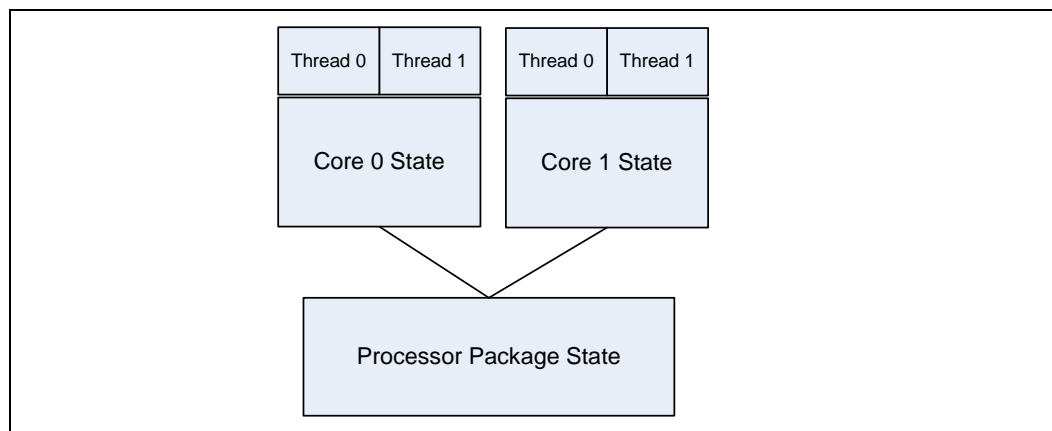 Thread 0
Thread 1
Thread 0
Thread 1
Core 0 State
Core 1 State
Processor Package State